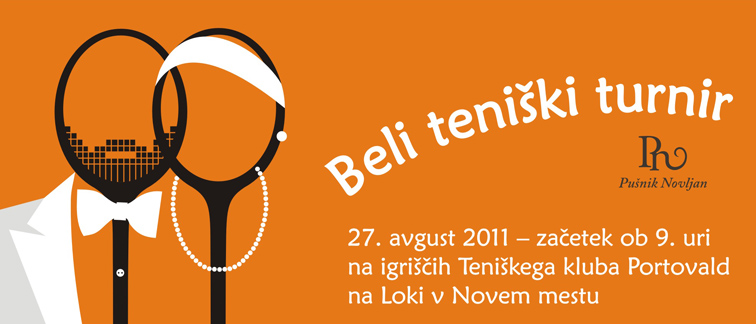 Beli teniški turnir
Pn
Pušnik Novljan
27. avgust 2011 – začetek ob 9. uri
na igriščih Teniškega kluba Portovald
na Loki v Novem mestu